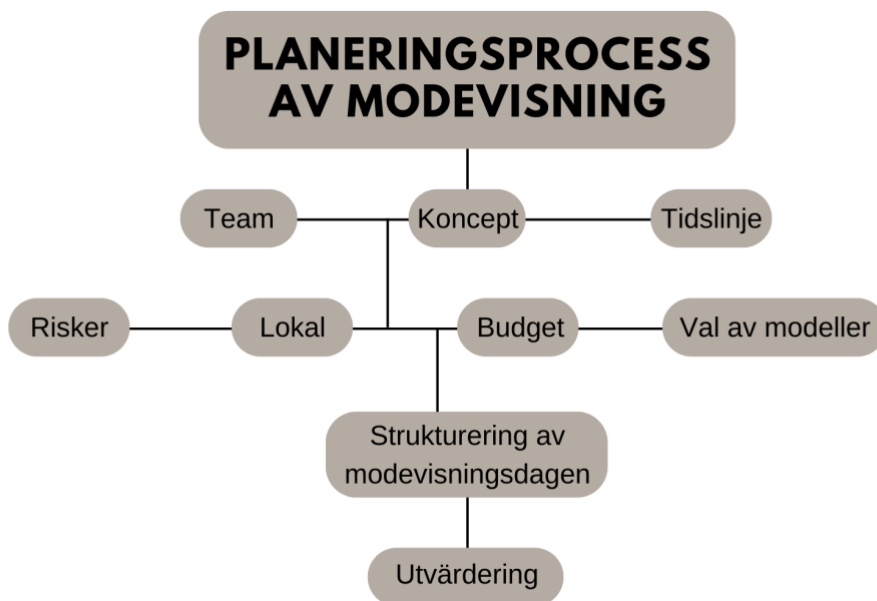 PLANERINGSPROCESS
AV MODEVISNING
Team
Koncept
Tidslinje
Risker
Lokal
Budget
Val av modeller
Strukturering av
modevisningsdagen
Utvärdering